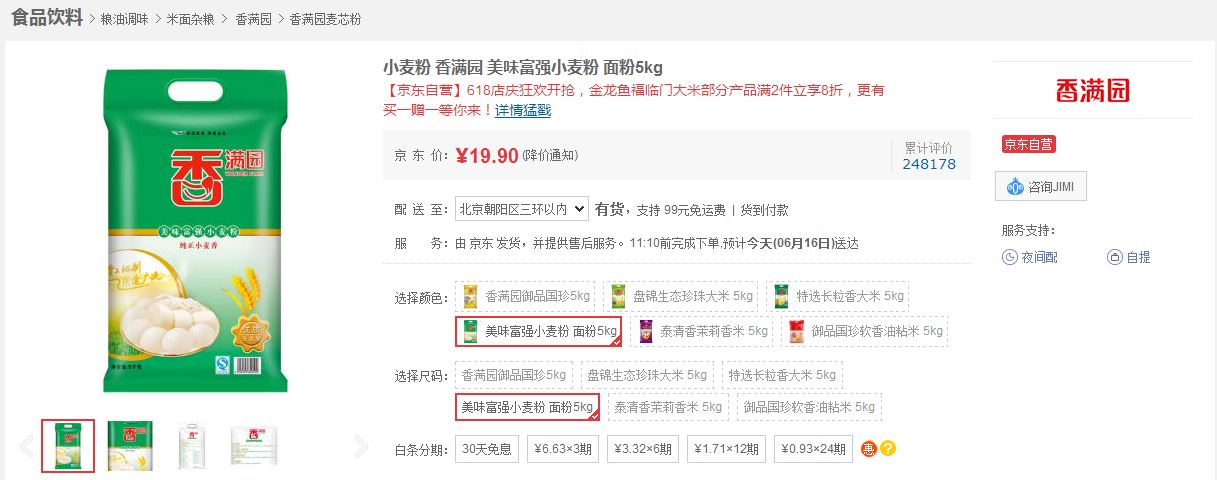 食品饮料 > 粮油调味 > 米面杂粮 > 香满园 > 香满园麦芯粉
小麦粉 香满园 美味富强小麦粉 面粉5kg
【京东自营】618店庆狂欢开抢，金龙鱼福临门大米部分产品满2件立享8折，更有
买一赠一等你来！详情猛戳
京 东 价： ¥19.90 (降价通知)
累计评价
248178
配 送 至： 北京朝阳区三环以内 有货，支持 99元免运费 | 货到付款
服 务：由 京东 发货，并提供售后服务。11:10前完成下单,预计今天(06月16日)送达
选择颜色： 香满园御品国珍5kg 盘锦生态珍珠大米 5kg 特选长粒香大米 5kg
美味富强小麦粉 面粉5kg 泰清香茉莉香米 5kg 御品国珍软香油粘米 5kg
选择尺码： 香满园御品国珍5kg 盘锦生态珍珠大米 5kg 特选长粒香大米 5kg
美味富强小麦粉 面粉5kg 泰清香茉莉香米 5kg 御品国珍软香油粘米 5kg
白条分期： 30天免息 ¥6.63×3期 ¥3.32×6期 ¥1.71×12期 ¥0.93×24期 惠 ?
香满园
京东自营
咨询JIMI
服务支持：
夜间配 自提
香满园
美味富强小麦粉
纯正小麦香
优质